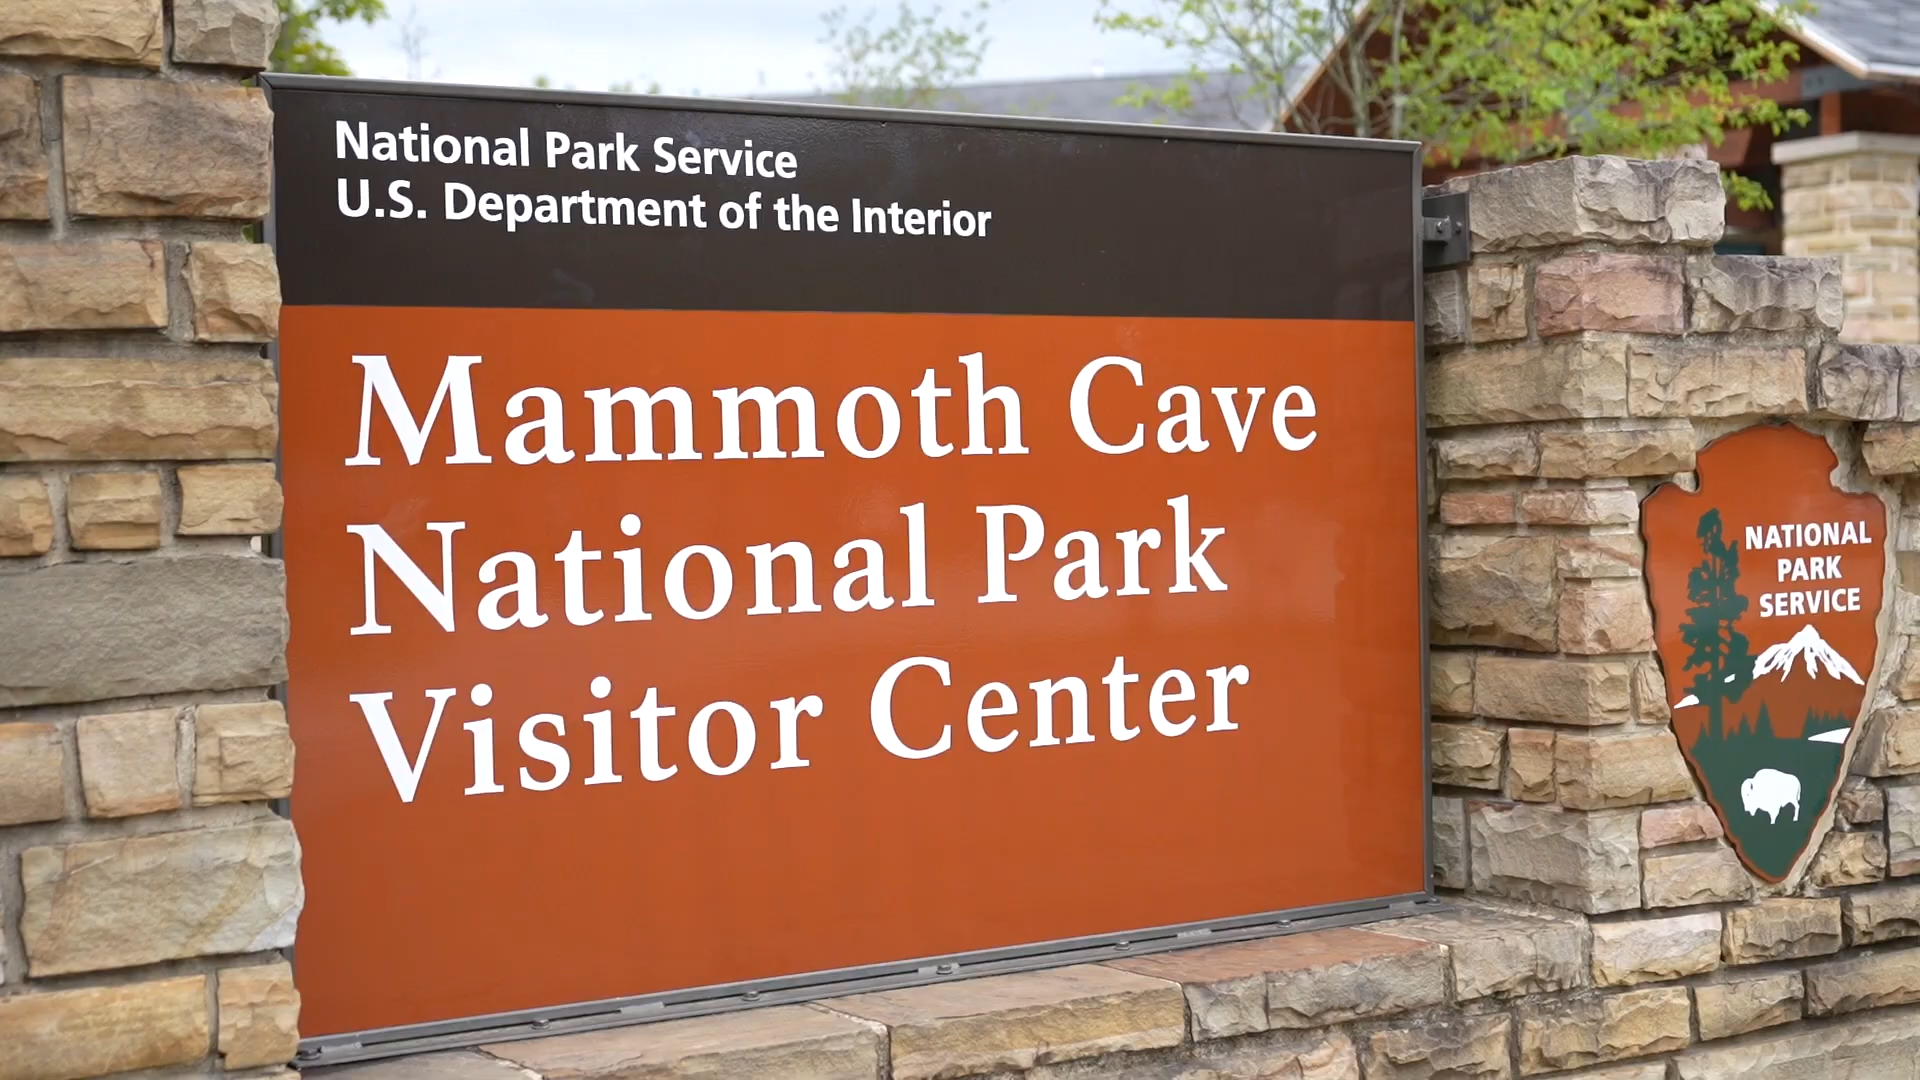 National Park Service
U.S. Department of the Interior
Mammoth Cave
National Park
Visitor Center
NATIONAL
PARK
SERVICE